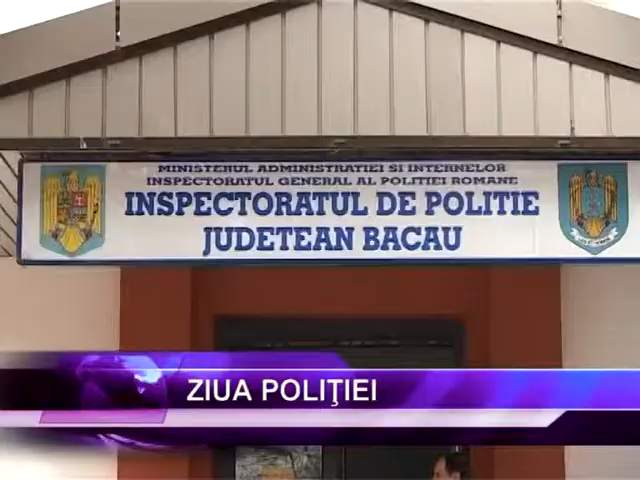 MINISTERUL ADMINISTRATIEI SI INTERNELOR
INSPECTORATUL GENERAL AL POLITIEI ROMANE
INSPECTORATUL DE POLITIE
JUDETEAN BACAU
ZIUA POLIŢIEI